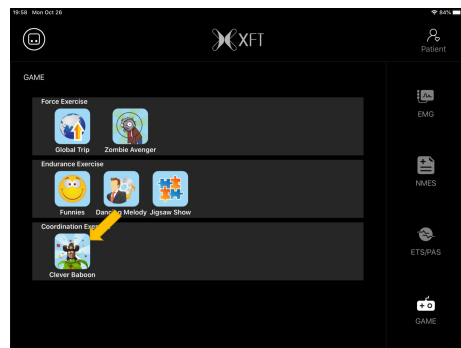 19:58 Mon Oct 26
84%
XFT
Patient
GAME
Force Exercise
Global Trip
Zombie Avenger
Endurance Exercise
Funnies
Dancing Melody
Jigsaw Show
Coordination
Clever Baboon
EMG
NMES
ETS/PAS
GAME